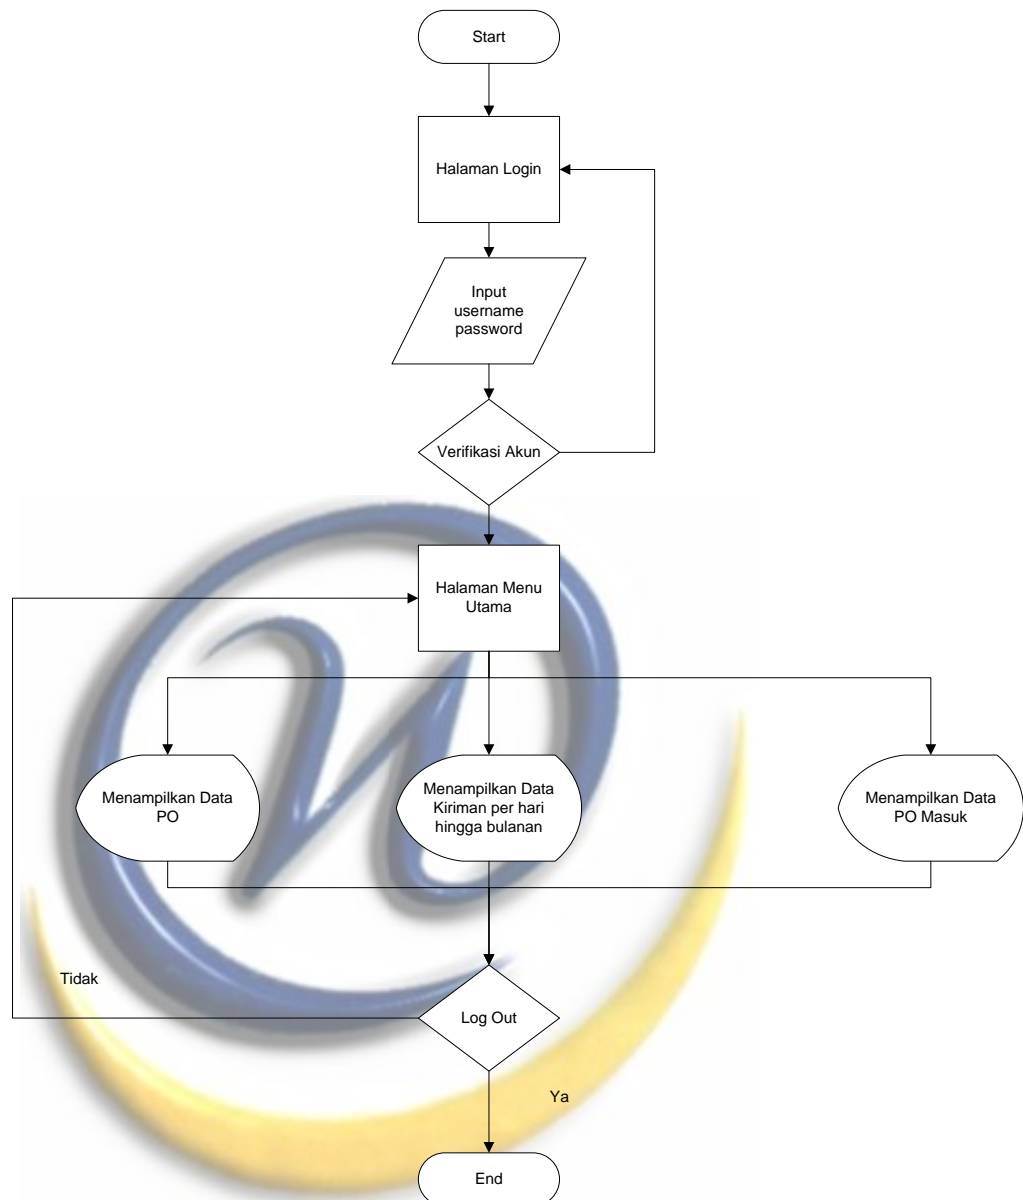 Start
Halaman Login
Input
username
password
Verifikasi Akun
Halaman Menu
Utama
Menampilkan Data
PO
Menampilkan Data
Kiriman per hari
hingga bulanan
Menampilkan Data
PO Masuk
Tidak
Log Out
Ya
End